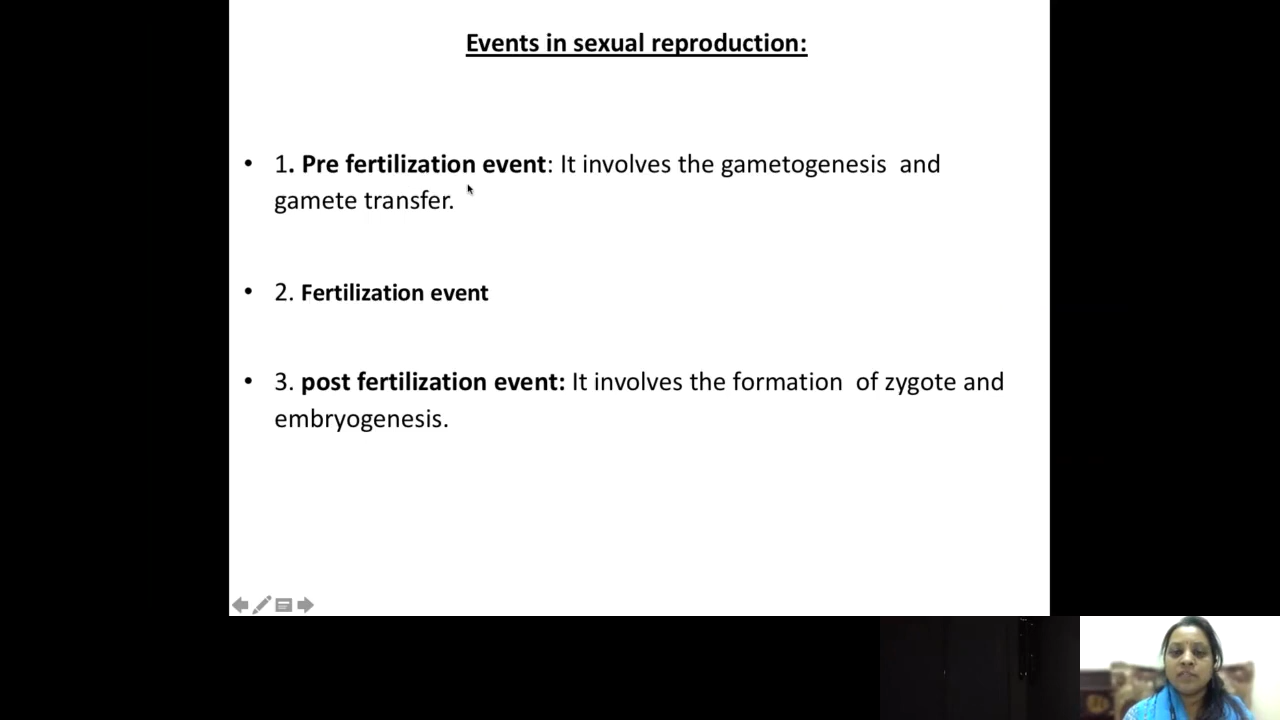 Events in sexual reproduction:
• 1. Pre fertilization event: It involves the gametogenesis  and
gamete transfer.
• 2. Fertilization event
• 3. post fertilization event: It involves the formation  of zygote and
embryogenesis.